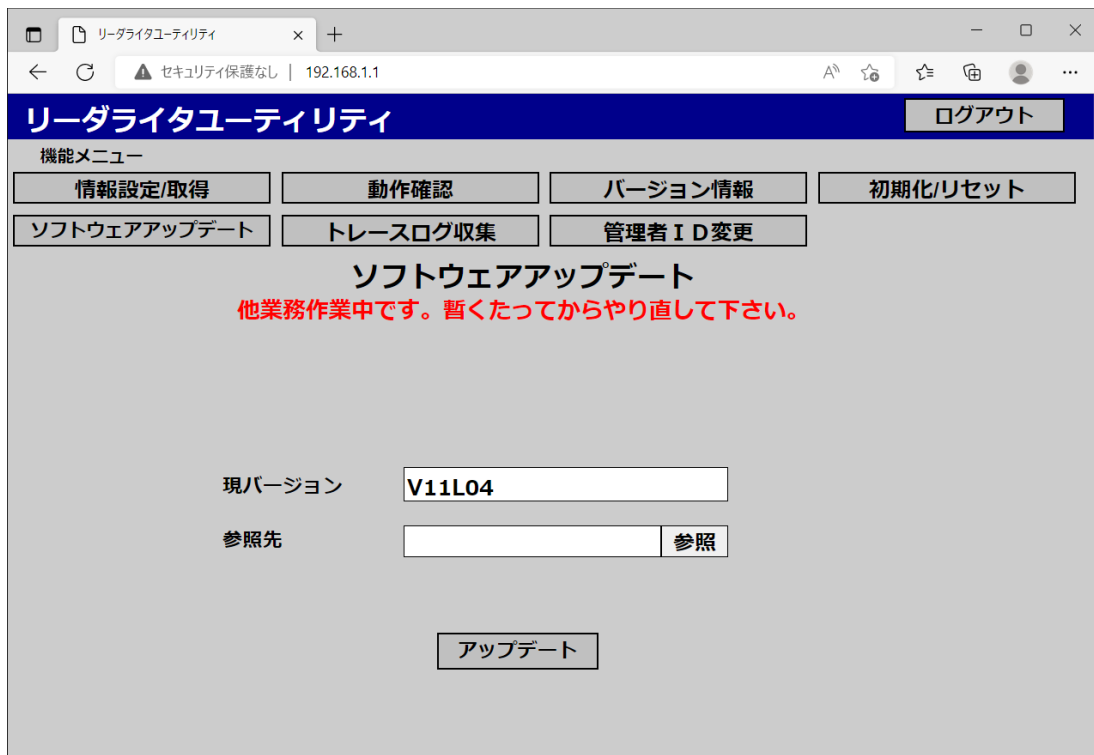 リーダライタユーティリティ
セキュリティ保護なし | 192.168.1.1
リーダライタユーティリティ ログアウト
機能メニュー
情報設定/取得 動作確認 バージョン情報 初期化/リセット
ソフトウェアアップデート トレースログ収集 管理者ＩＤ変更
ソフトウェアアップデート
他業務作業中です。暫くたってからやり直して下さい。
現バージョン V11L04
参照先 参照
アップデート